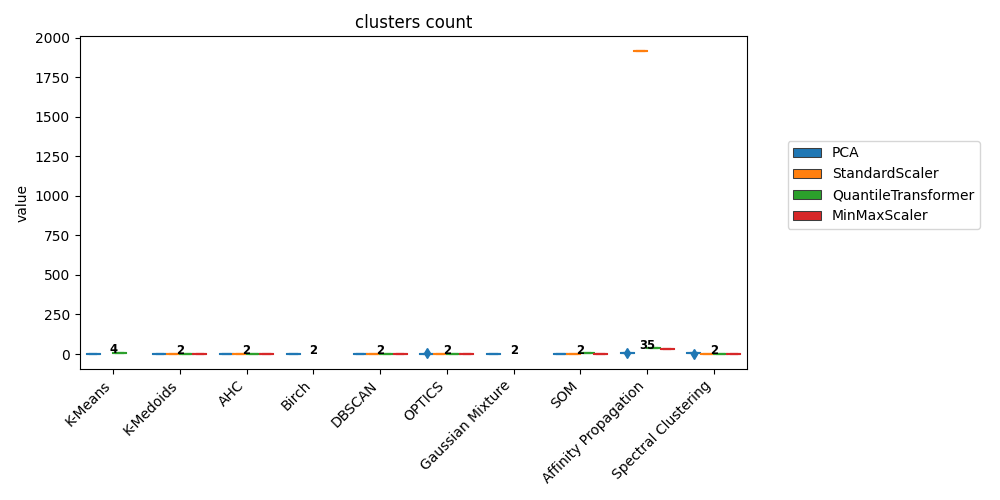 clusters count
2000
1750
1500
1250
1000
750
500
250
0
value
4
2
2
2
2
2
2
2
35
2
K-Means
K-Medoids
AHC
Birch
DBSCAN
OPTICS
Gaussian Mixture
SOM
Affinity Propagation
Spectral Clustering
PCA
StandardScaler
QuantileTransformer
MinMaxScaler